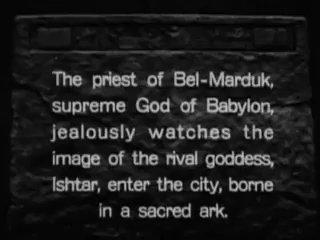 The priest of Bel-Marduk,
supreme God of Babylon,
jealously watches the
image of the rival goddess,
Ishtar, enter the city, borne
in a sacred ark.